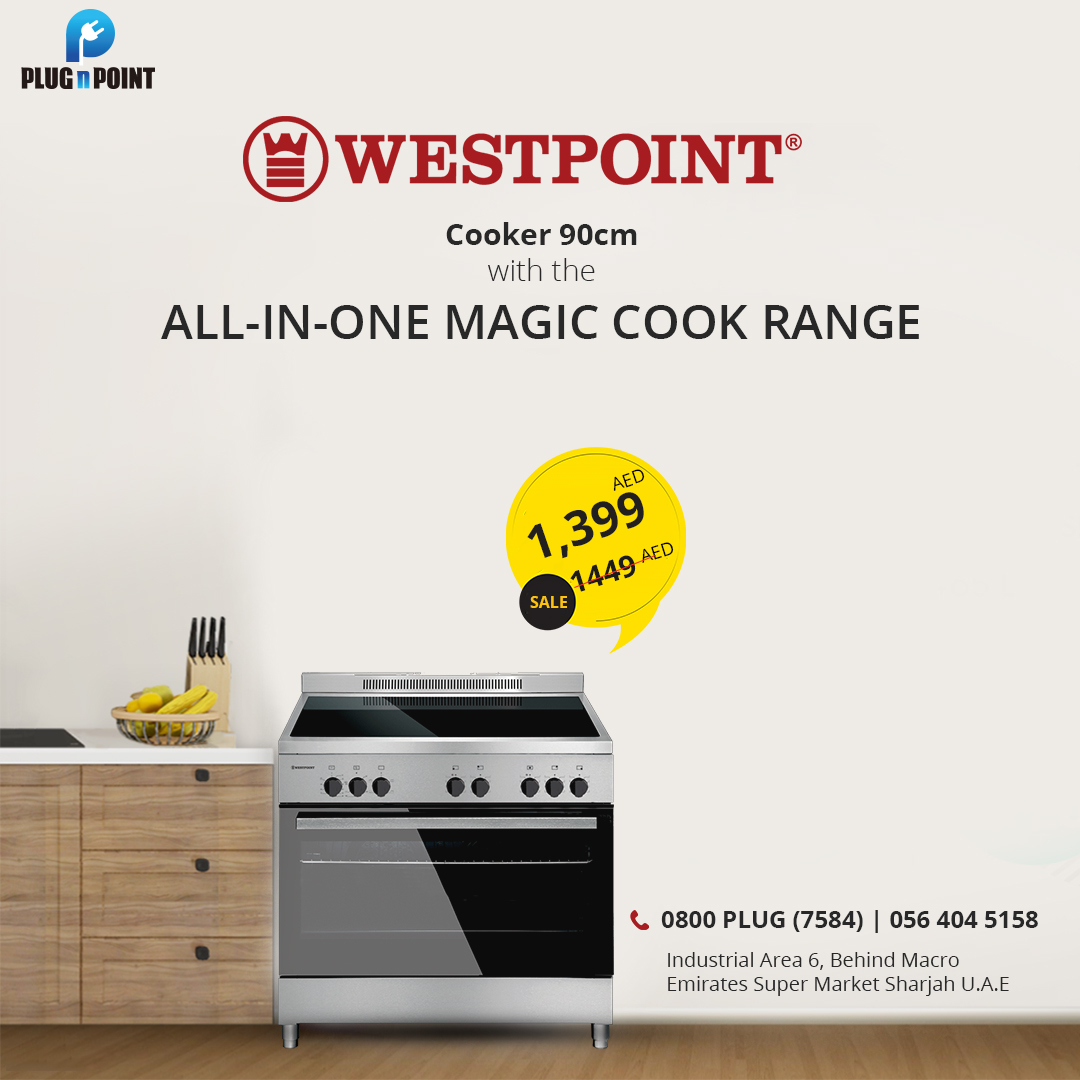 PLUG n POINT
WESTPOINT®
Cooker 90cm
with the
ALL-IN-ONE MAGIC COOK RANGE
AED
1,399
1449 AED
SALE
WESTPOINT
0800 PLUG (7584) | 056 404 5158
Industrial Area 6, Behind Macro
Emirates Super Market Sharjah U.A.E